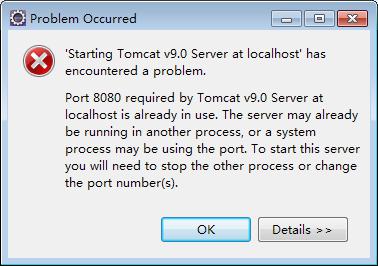 Problem Occurred
'Starting Tomcat v9.0 Server at localhost' has
encountered a problem.
Port 8080 required by Tomcat v9.0 Server at
localhost is already in use. The server may already
be running in another process, or a system
process may be using the port. To start this server
you will need to stop the other process or change
the port number(s).
OK
Details >>